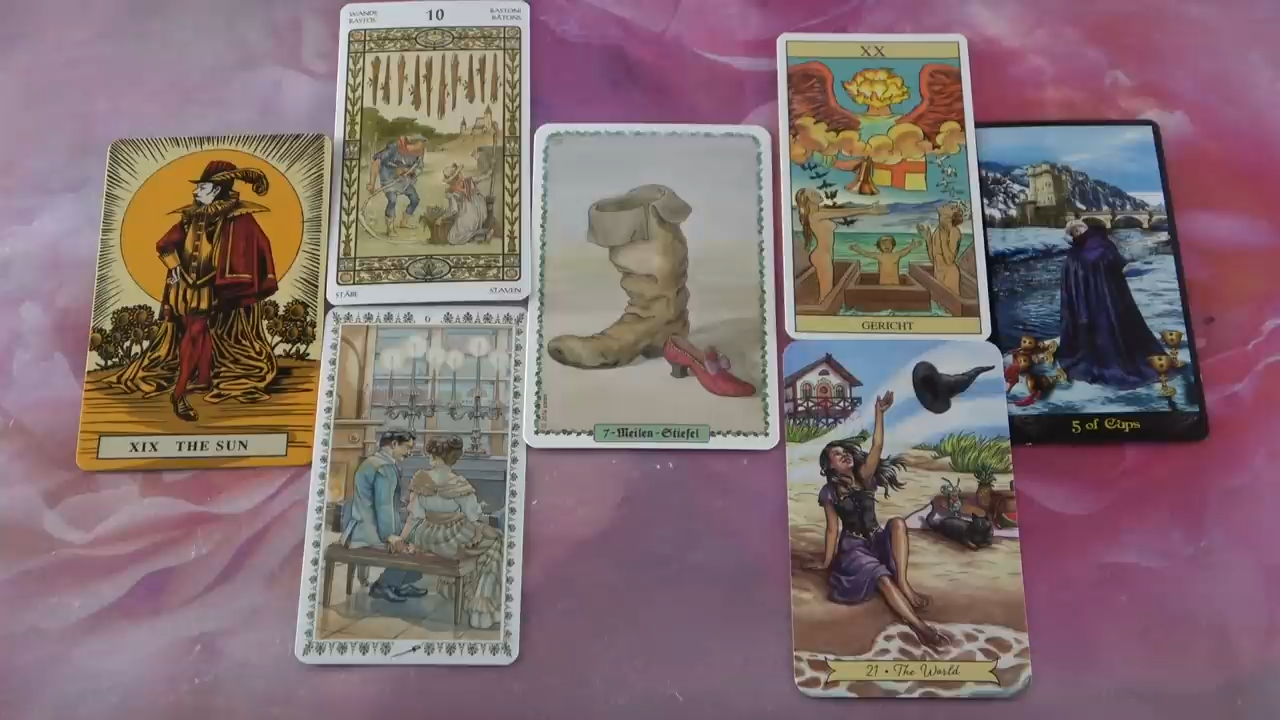 XIX THE SUN
WANDS
BASTOS
10
BASTONI
BÂTONS
STÄBE
STAVEN
6
7-Meilen-Stiefel
XX
GERICHT
21 • The World
5 of Cups